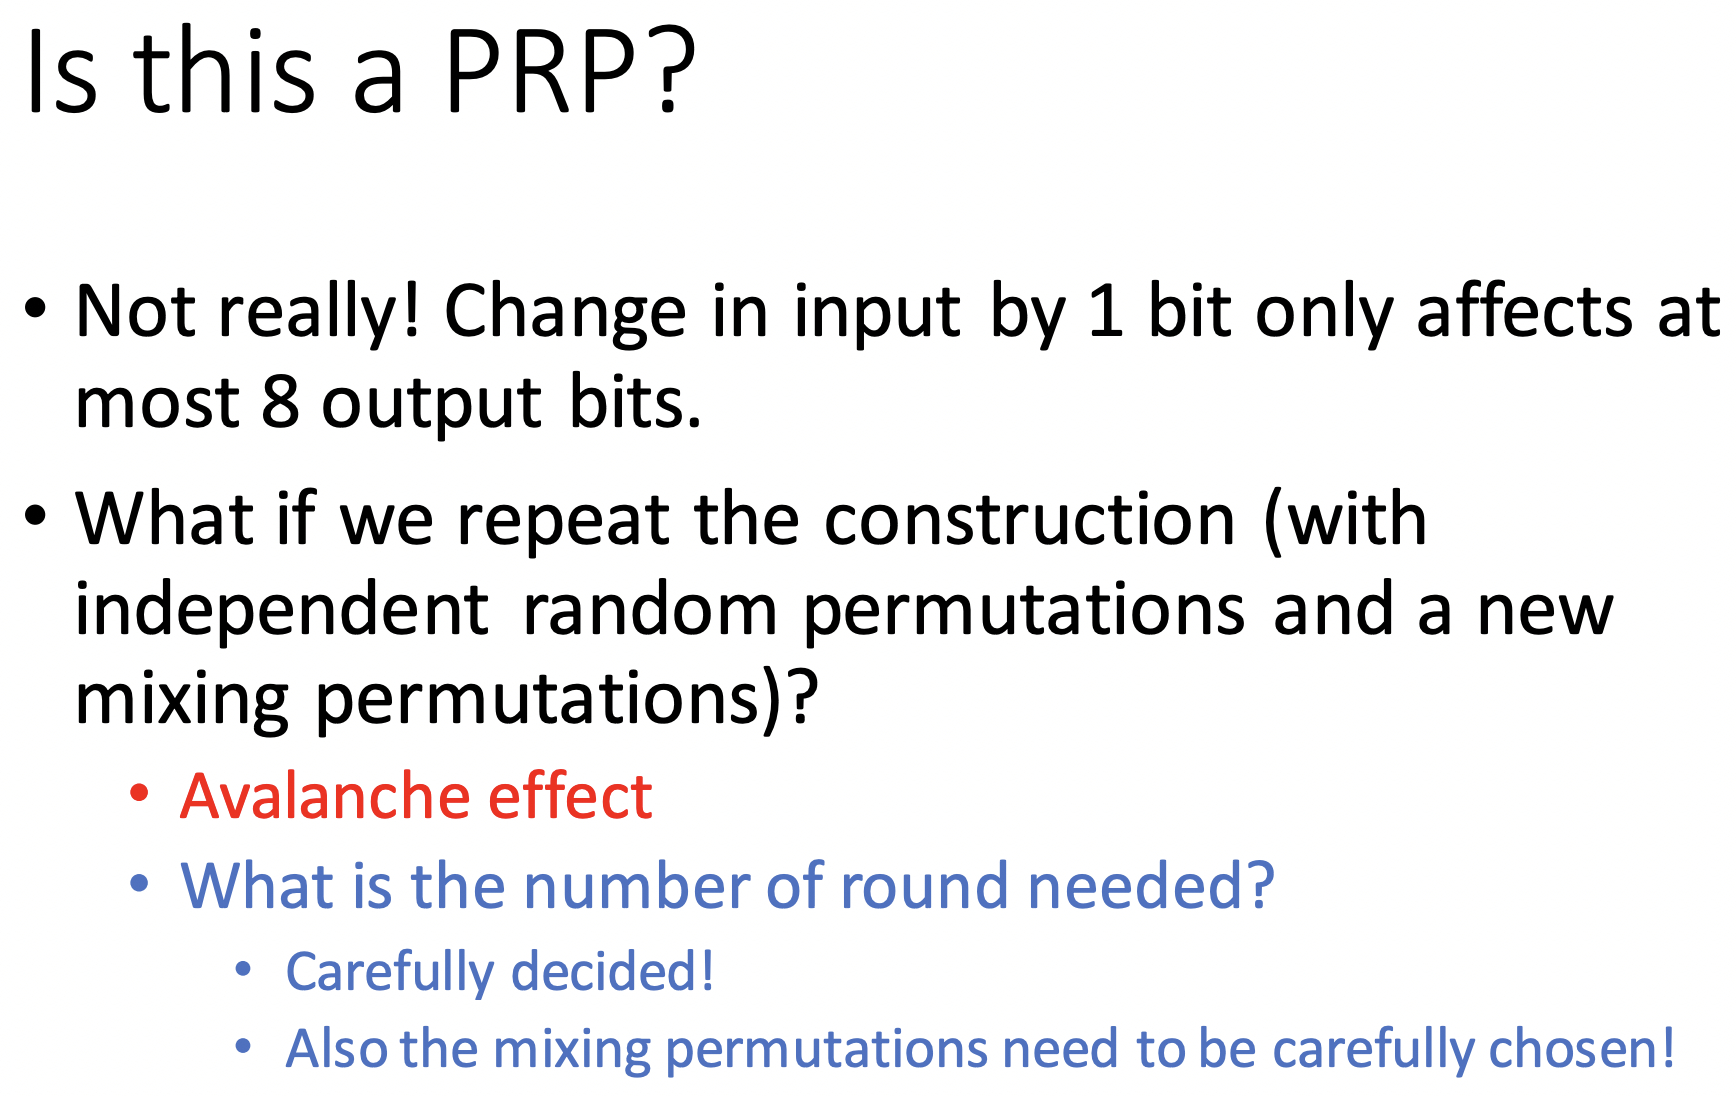 Is this a PRP?
• Not really! Change in input by 1 bit only affects at
most 8 output bits.
• What if we repeat the construction (with
independent random permutations and a new
mixing permutations)?
• Avalanche effect
• What is the number of round needed?
• Carefully decided!
• Also the mixing permutations need to be carefully chosen!